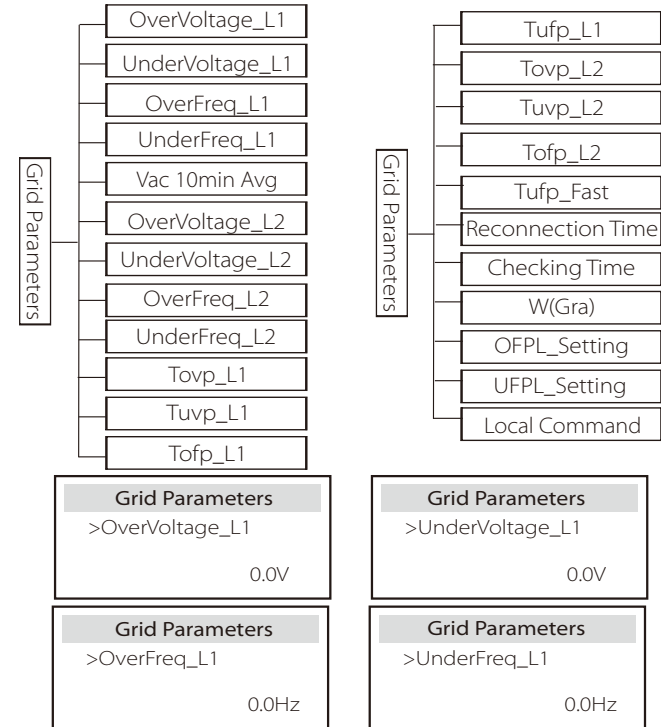 Grid Parameters
OverVoltage_L1
UnderVoltage_L1
OverFreq_L1
UnderFreq_L1
Vac 10min Avg
OverVoltage_L2
UnderVoltage_L2
OverFreq_L2
UnderFreq_L2
Tovp_L1
Tuvp_L1
Tofp_L1
Grid Parameters
Tufp_L1
Tovp_L2
Tuvp_L2
Tofp_L2
Tufp_Fast
Reconnection Time
Checking Time
W(Gra)
OFPL_Setting
UFPL_Setting
Local Command
Grid Parameters
>OverVoltage_L1
0.0V
Grid Parameters
>UnderVoltage_L1
0.0V
Grid Parameters
>OverFreq_L1
0.0Hz
Grid Parameters
>UnderFreq_L1
0.0Hz